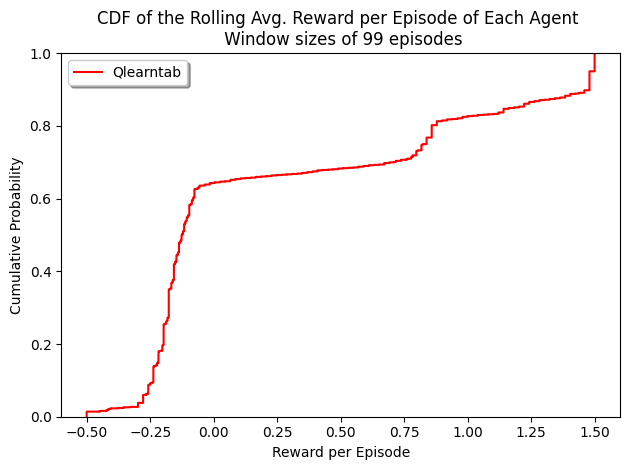 CDF of the Rolling Avg. Reward per Episode of Each Agent
Window sizes of 99 episodes
Qlearntab
1.0
0.8
0.6
0.4
0.2
0.0
Cumulative Probability
−0.50 −0.25 0.00 0.25 0.50 0.75 1.00 1.25 1.50
Reward per Episode